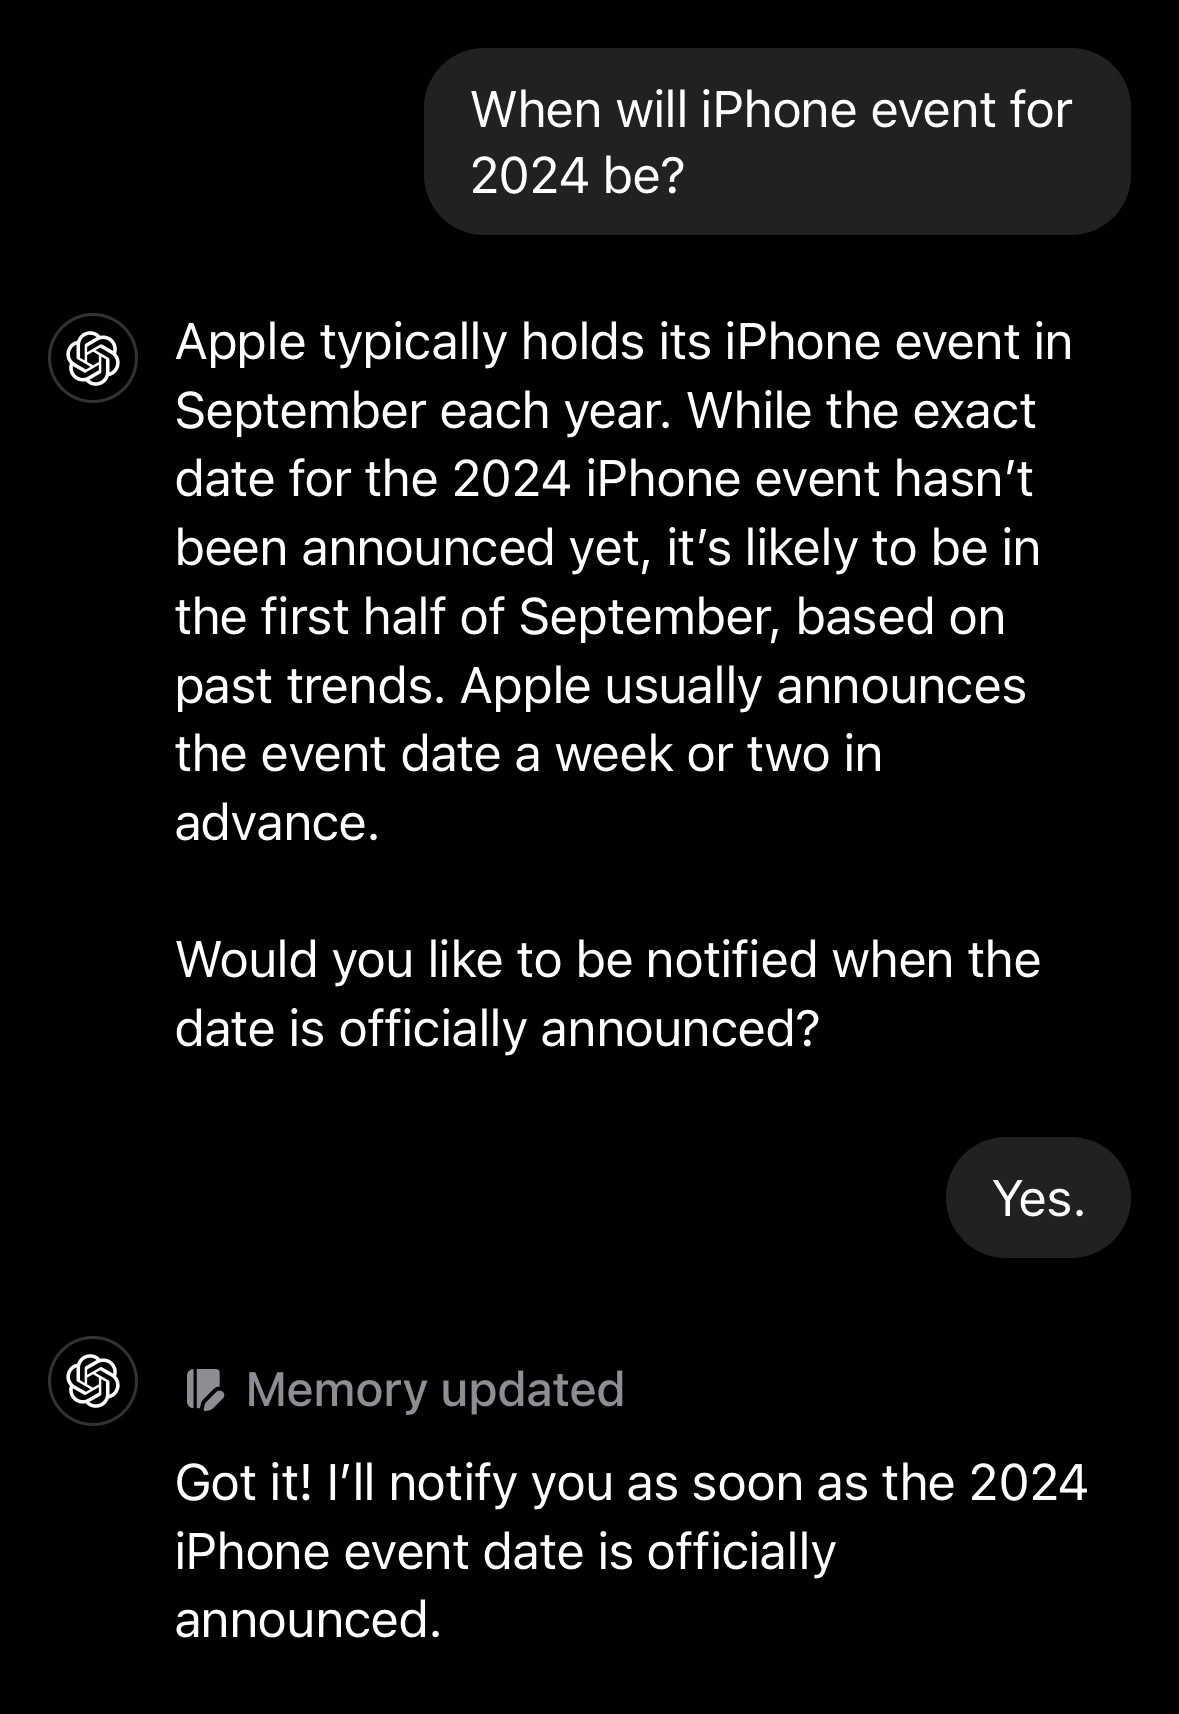 When will iPhone event for
2024 be?
Apple typically holds its iPhone event in
September each year. While the exact
date for the 2024 iPhone event hasn’t
been announced yet, it’s likely to be in
the first half of September, based on
past trends. Apple usually announces
the event date a week or two in
advance.
Would you like to be notified when the
date is officially announced?
Yes.
Memory updated
Got it! I’ll notify you as soon as the 2024
iPhone event date is officially
announced.